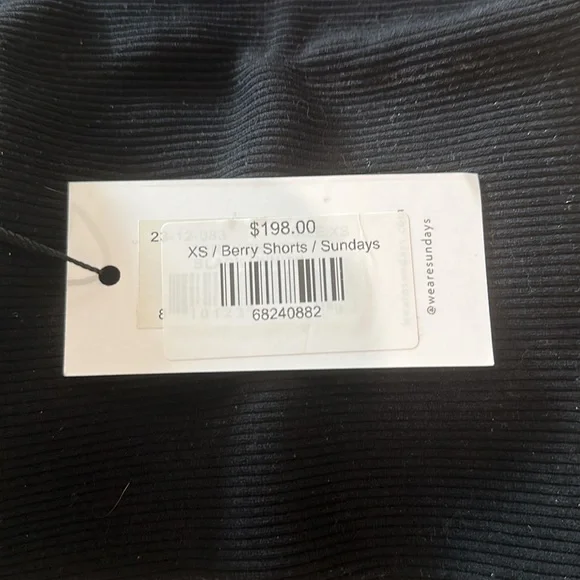 $198.00
XS / Berry Shorts / Sundays
68240882
@wearesundays